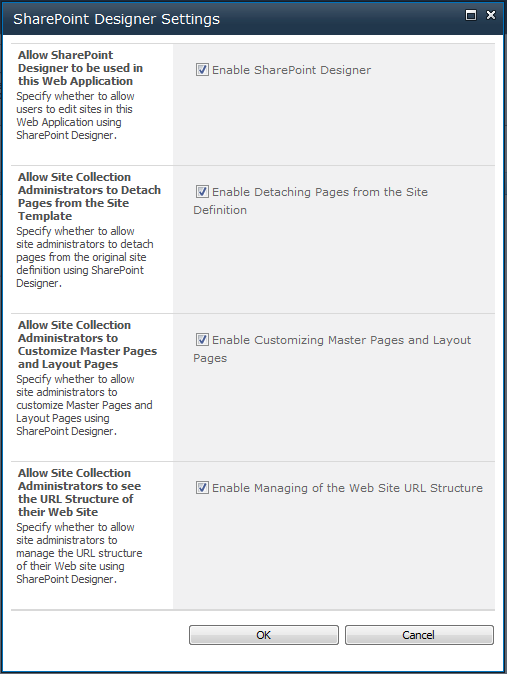 SharePoint Designer Settings
Allow SharePoint
Designer to be used in
this Web Application
Specify whether to allow
users to edit sites in this
Web Application using
SharePoint Designer.
Enable SharePoint Designer
Allow Site Collection
Administrators to Detach
Pages from the Site
Template
Specify whether to allow
site administrators to detach
pages from the original site
definition using SharePoint
Designer.
Enable Detaching Pages from the Site
Definition
Allow Site Collection
Administrators to
Customize Master Pages
and Layout Pages
Specify whether to allow
site administrators to
customize Master Pages and
Layout Pages using
SharePoint Designer.
Enable Customizing Master Pages and Layout
Pages
Allow Site Collection
Administrators to see
the URL Structure of
their Web Site
Specify whether to allow
site administrators to
manage the URL structure
of their Web site using
SharePoint Designer.
Enable Managing of the Web Site URL Structure
OK
Cancel